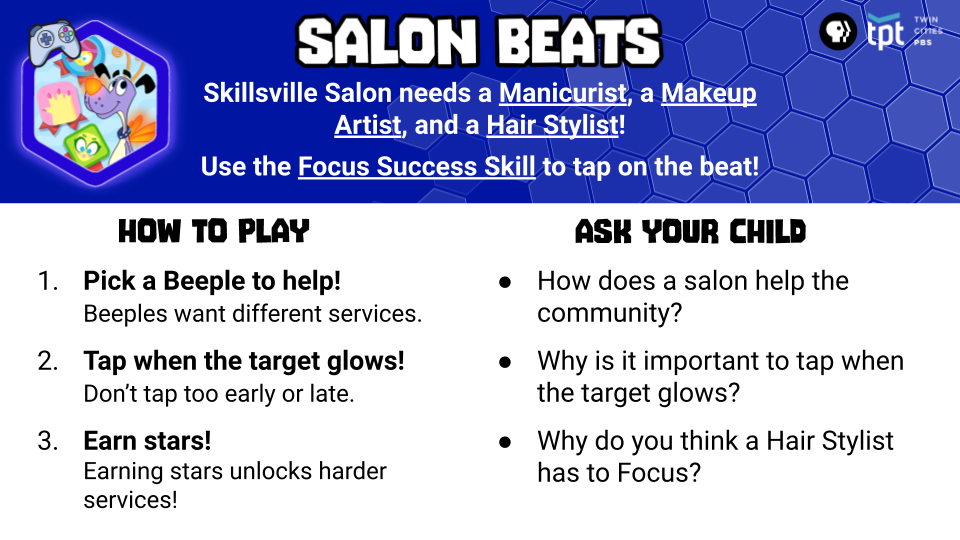 SALON BEATS
tpt
TWIN
CITIES
PBS
Skillsville Salon needs a Manicurist, a Makeup
Artist, and a Hair Stylist!
Use the Focus Success Skill to tap on the beat!
HOW TO PLAY
1. Pick a Beeple to help!
Beeples want different services.
2. Tap when the target glows!
Don’t tap too early or late.
3. Earn stars!
Earning stars unlocks harder
services!
ASK YOUR CHILD
● How does a salon help the
community?
● Why is it important to tap when
the target glows?
● Why do you think a Hair Stylist
has to Focus?